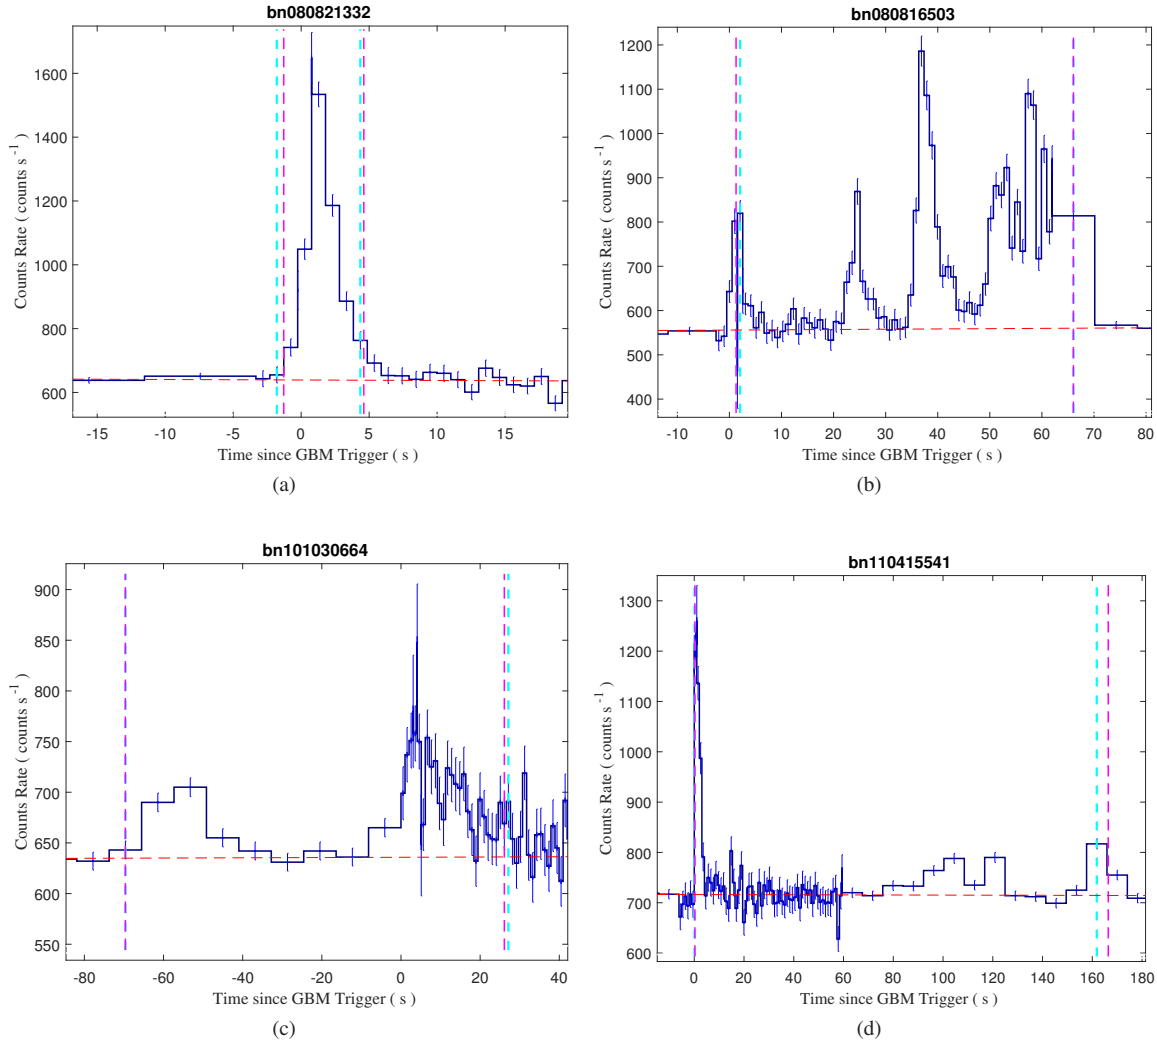 bn080821332
1600
1400
1200
1000
800
600
Counts Rate ( counts s⁻¹ )
-15 -10 -5 0 5 10 15
Time since GBM Trigger ( s )
(a)
bn080816503
1200
1100
1000
900
800
700
600
500
400
Counts Rate ( counts s⁻¹ )
-10 0 10 20 30 40 50 60 70 80
Time since GBM Trigger ( s )
(b)
bn101030664
900
850
800
750
700
650
600
550
Counts Rate ( counts s⁻¹ )
-80 -60 -40 -20 0 20 40
Time since GBM Trigger ( s )
(c)
bn110415541
1300
1200
1100
1000
900
800
700
600
Counts Rate ( counts s⁻¹ )
0 20 40 60 80 100 120 140 160 180
Time since GBM Trigger ( s )
(d)